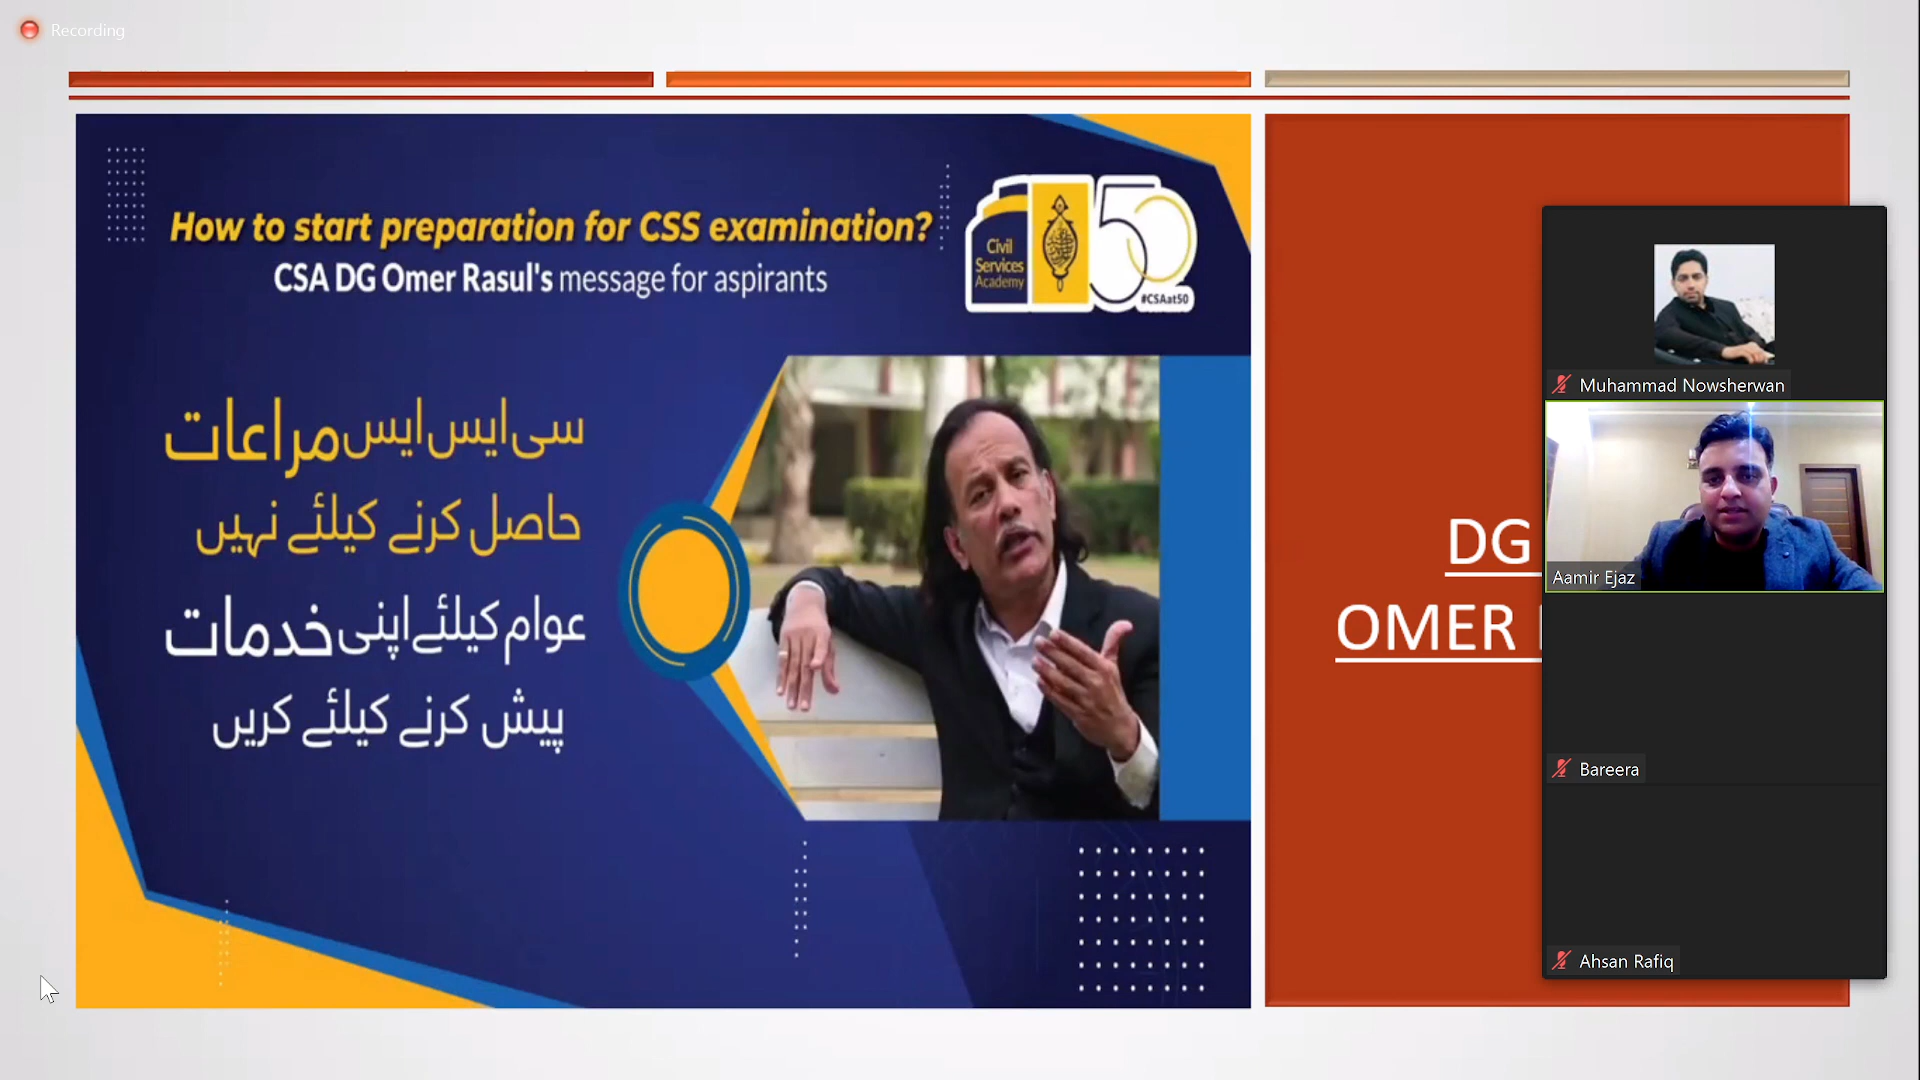 Recording
How to start preparation for CSS examination?
CSA DG Omer Rasul's message for aspirants
Civil
Services
Academy
50
#CSAat50
سی ایس ایس مراعات
حاصل کرنے کیلئے نہیں
عوام کیلئے اپنی خدمات
پیش کرنے کیلئے کریں
DG
OMER
Muhammad Nowsherwan
Aamir Ejaz
Bareera
Ahsan Rafiq